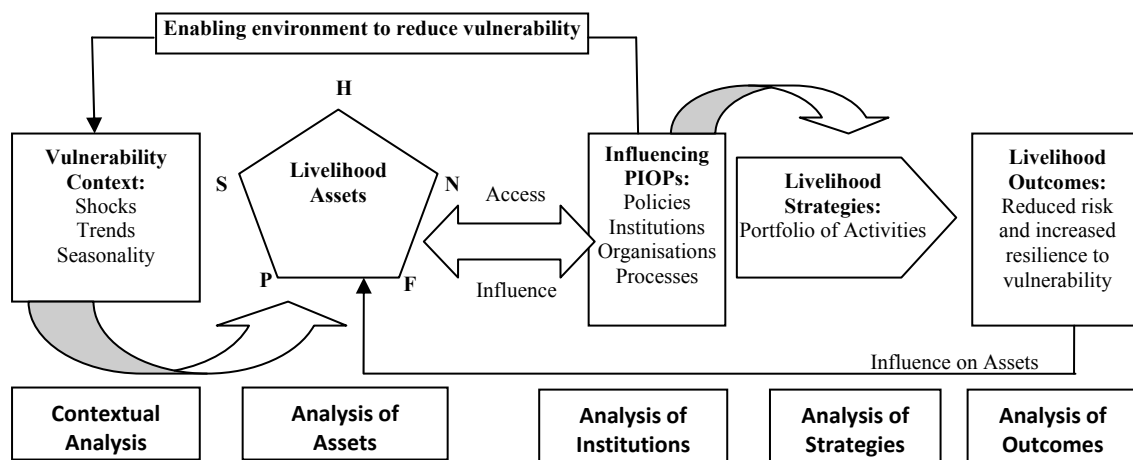 Enabling environment to reduce vulnerability
Vulnerability
Context:
Shocks
Trends
Seasonality
H
S
N
P
F
Livelihood
Assets
Access
Influence
Influencing
PIOPs:
Policies
Institutions
Organisations
Processes
Livelihood
Strategies:
Portfolio of Activities
Livelihood
Outcomes:
Reduced risk
and increased
resilience to
vulnerability
Influence on Assets
Contextual
Analysis
Analysis of
Assets
Analysis of
Institutions
Analysis of
Strategies
Analysis of
Outcomes